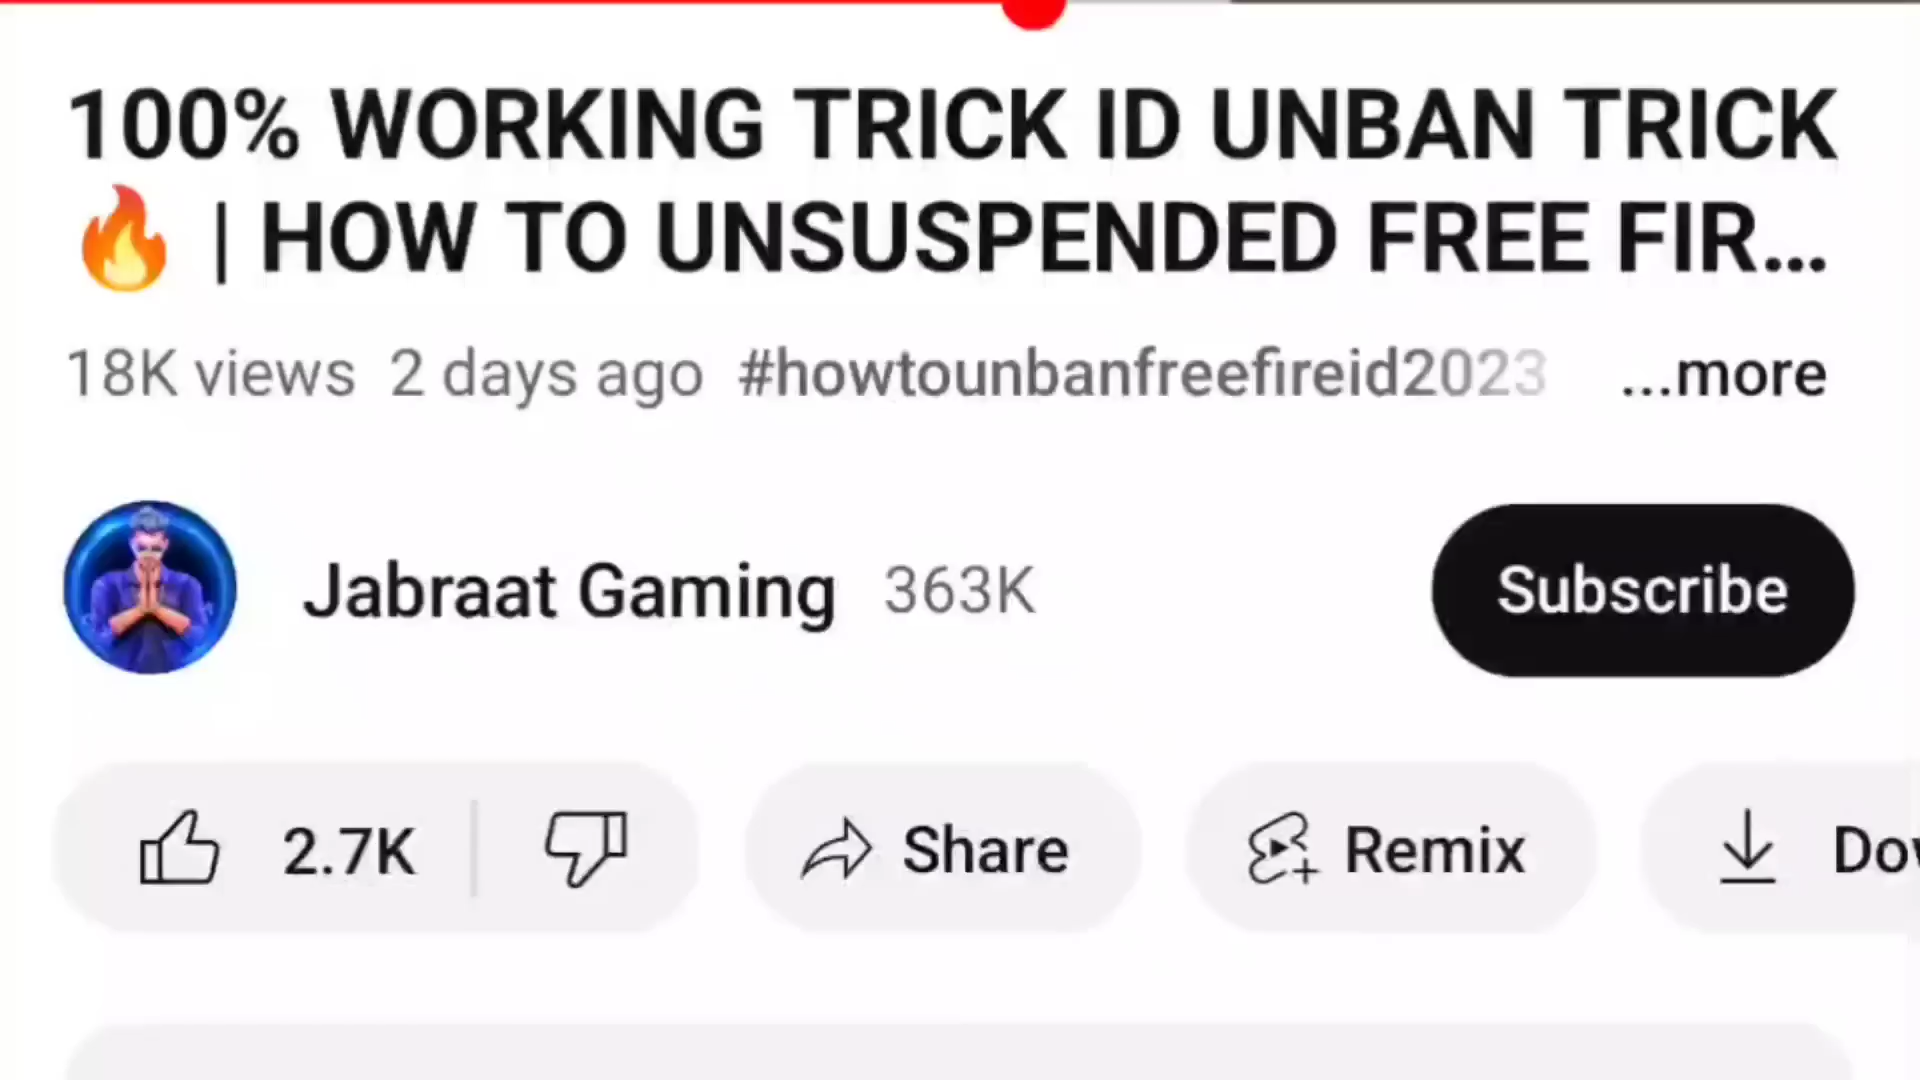 100% WORKING TRICK ID UNBAN TRICK
🔥 | HOW TO UNSUSPENDED FREE FIR...
18K views 2 days ago #howtounbanfreefireid2023 ...more
Jabraat Gaming 363K Subscribe
2.7K Share Remix